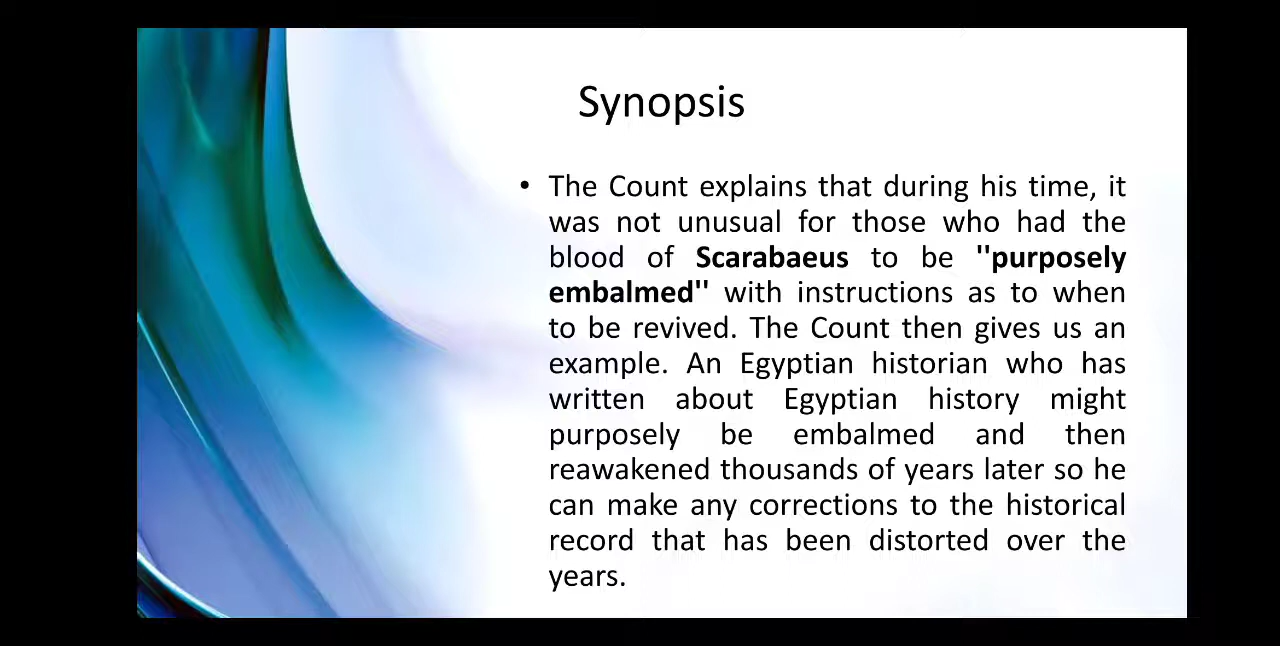 Synopsis
• The Count explains that during his time, it
was not unusual for those who had the
blood of Scarabaeus to be "purposely
embalmed" with instructions as to when
to be revived. The Count then gives us an
example. An Egyptian historian who has
written about Egyptian history might
purposely be embalmed and then
reawakened thousands of years later so he
can make any corrections to the historical
record that has been distorted over the
years.